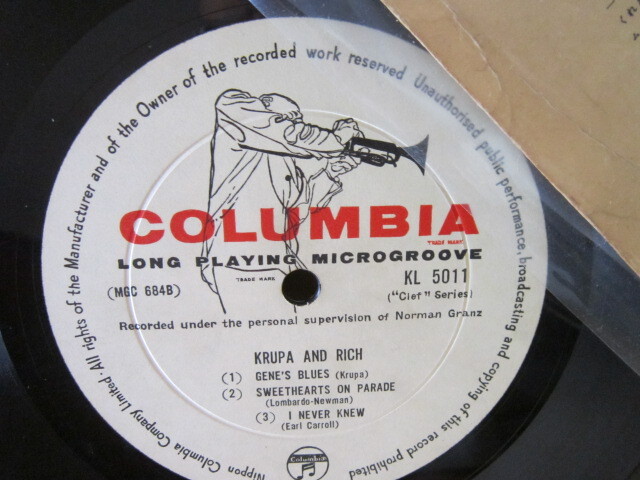 Nippon Columbia Company Limited · All rights of the Manufacturer and of the Owner of the recorded work reserved Unauthorised public performance, broadcasting and copying of this record prohibited
COLUMBIA
TRADE MARK
LONG PLAYING MICROGROOVE
TRADE MARK
KL 5011
(MGC 684B)
("Clef" Series)
Recorded under the personal supervision of Norman Granz
KRUPA AND RICH
(1) GENE'S BLUES (Krupa)
(2) SWEETHEARTS ON PARADE
(Lombardo-Newman)
(3) I NEVER KNEW
(Earl Carroll)
Columbia